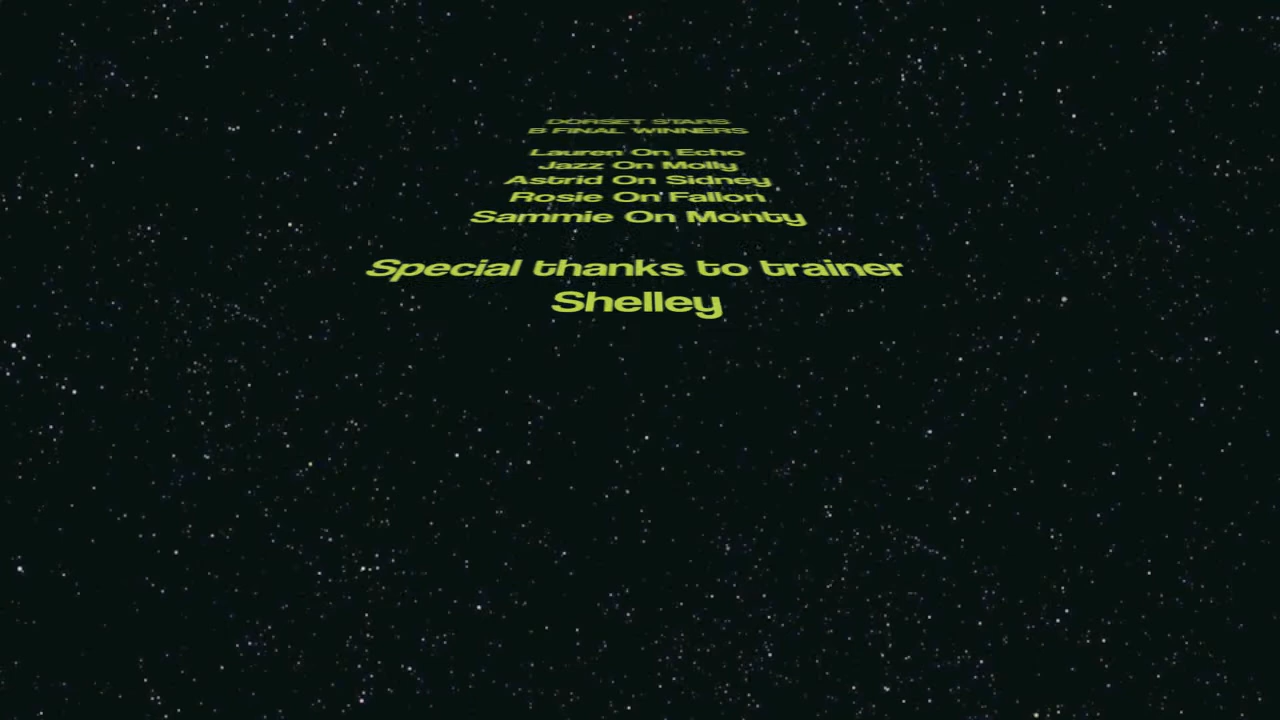 DORSET STARS
B FINAL WINNERS
Lauren On Echo
Jazz On Molly
Astrid On Sidney
Rosie On Fallon
Sammie On Monty
Special thanks to trainer
Shelley